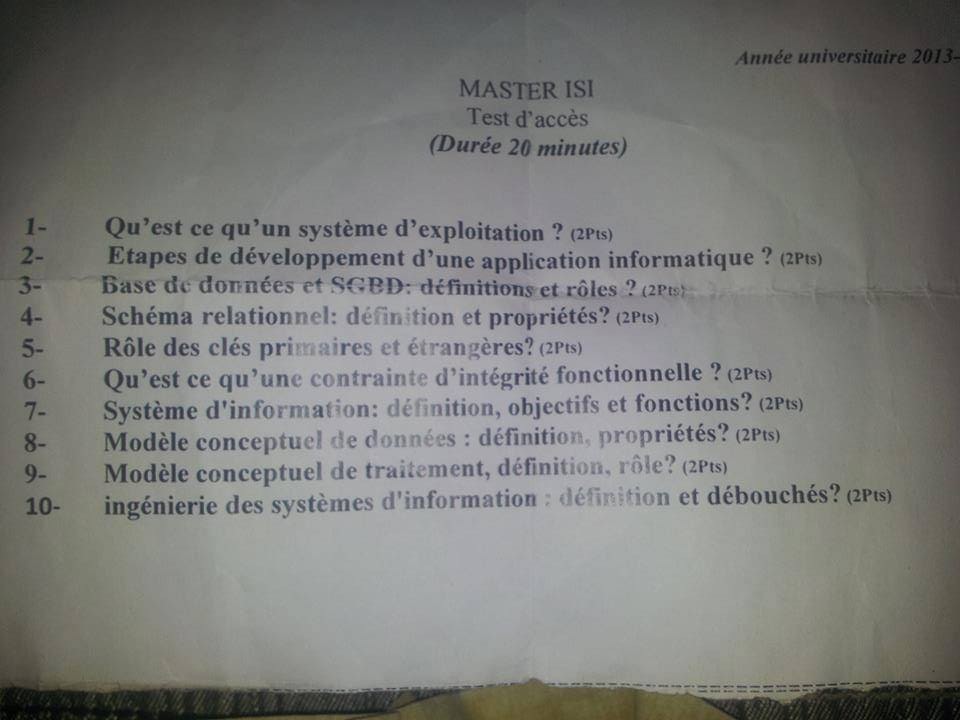 Année universitaire 2013-
MASTER ISI
Test d'accès
(Durée 20 minutes)
1- Qu'est ce qu'un système d'exploitation ? (2Pts)
2- Etapes de développement d'une application informatique ? (2Pts)
3- Base de données et SGBD: définitions et rôles ? (2Pts)
4- Schéma relationnel: définition et propriétés? (2Pts)
5- Rôle des clés primaires et étrangères? (2Pts)
6- Qu'est ce qu'une contrainte d'intégrité fonctionnelle ? (2Pts)
7- Système d'information: définition, objectifs et fonctions? (2Pts)
8- Modèle conceptuel de données : définition, propriétés? (2Pts)
9- Modèle conceptuel de traitement, définition, rôle? (2Pts)
10- ingénierie des systèmes d'information : définition et débouchés? (2Pts)